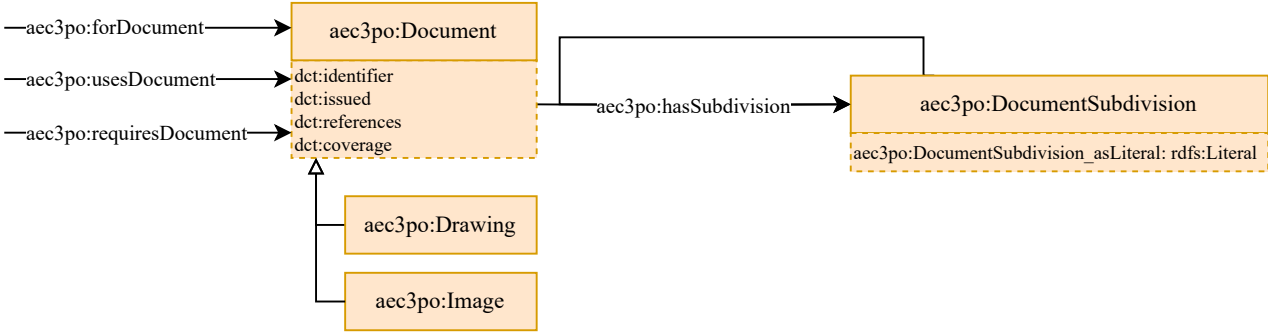 aec3po:forDocument
aec3po:Document
aec3po:usesDocument
dct:identifier
dct:issued
dct:references
dct:coverage
aec3po:requiresDocument
aec3po:hasSubdivision
aec3po:DocumentSubdivision
aec3po:DocumentSubdivision_asLiteral: rdfs:Literal
aec3po:Drawing
aec3po:Image